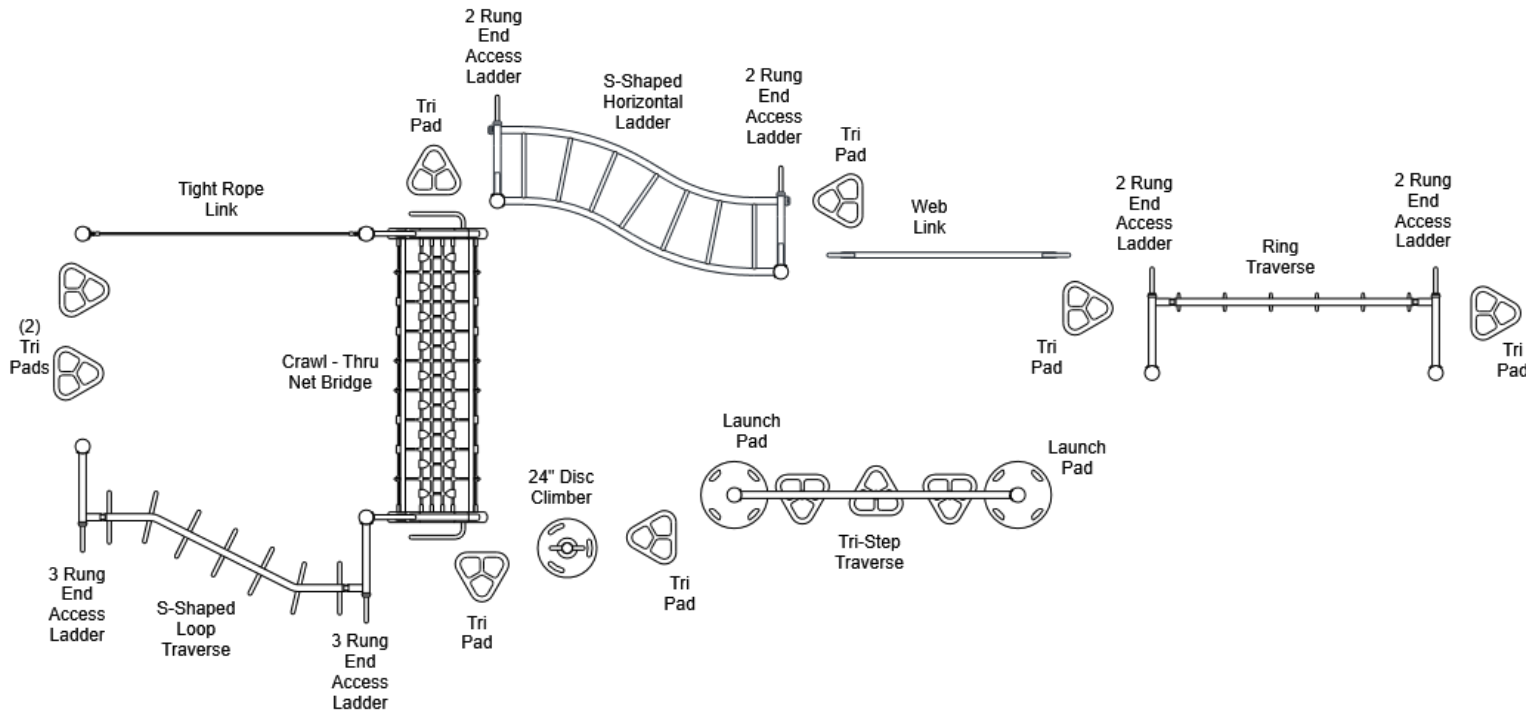 2 Rung
End
Access
Ladder
S-Shaped
Horizontal
Ladder
2 Rung
End
Access
Ladder
Tri
Pad
Tri
Pad
Tight Rope
Link
Web
Link
2 Rung
End
Access
Ladder
2 Rung
End
Access
Ladder
Ring
Traverse
(2)
Tri
Pads
Crawl - Thru
Net Bridge
Tri
Pad
Tri
Pad
Launch
Pad
Launch
Pad
24" Disc
Climber
Tri-Step
Traverse
3 Rung
End
Access
Ladder
S-Shaped
Loop
Traverse
3 Rung
End
Access
Ladder
Tri
Pad
Tri
Pad